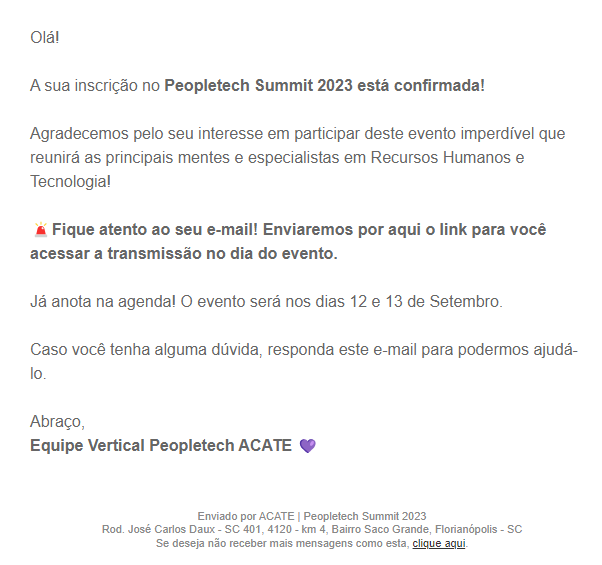 Olá!
A sua inscrição no Peopletech Summit 2023 está confirmada!
Agradecemos pelo seu interesse em participar deste evento imperdível que
reunirá as principais mentes e especialistas em Recursos Humanos e
Tecnologia!
🚨Fique atento ao seu e-mail! Enviaremos por aqui o link para você
acessar a transmissão no dia do evento.
Já anota na agenda! O evento será nos dias 12 e 13 de Setembro.
Caso você tenha alguma dúvida, responda este e-mail para podermos ajudá-
lo.
Abraço,
Equipe Vertical Peopletech ACATE 💜
Enviado por ACATE | Peopletech Summit 2023
Rod. José Carlos Daux - SC 401, 4120 - km 4, Bairro Saco Grande, Florianópolis - SC
Se deseja não receber mais mensagens como esta, clique aqui.